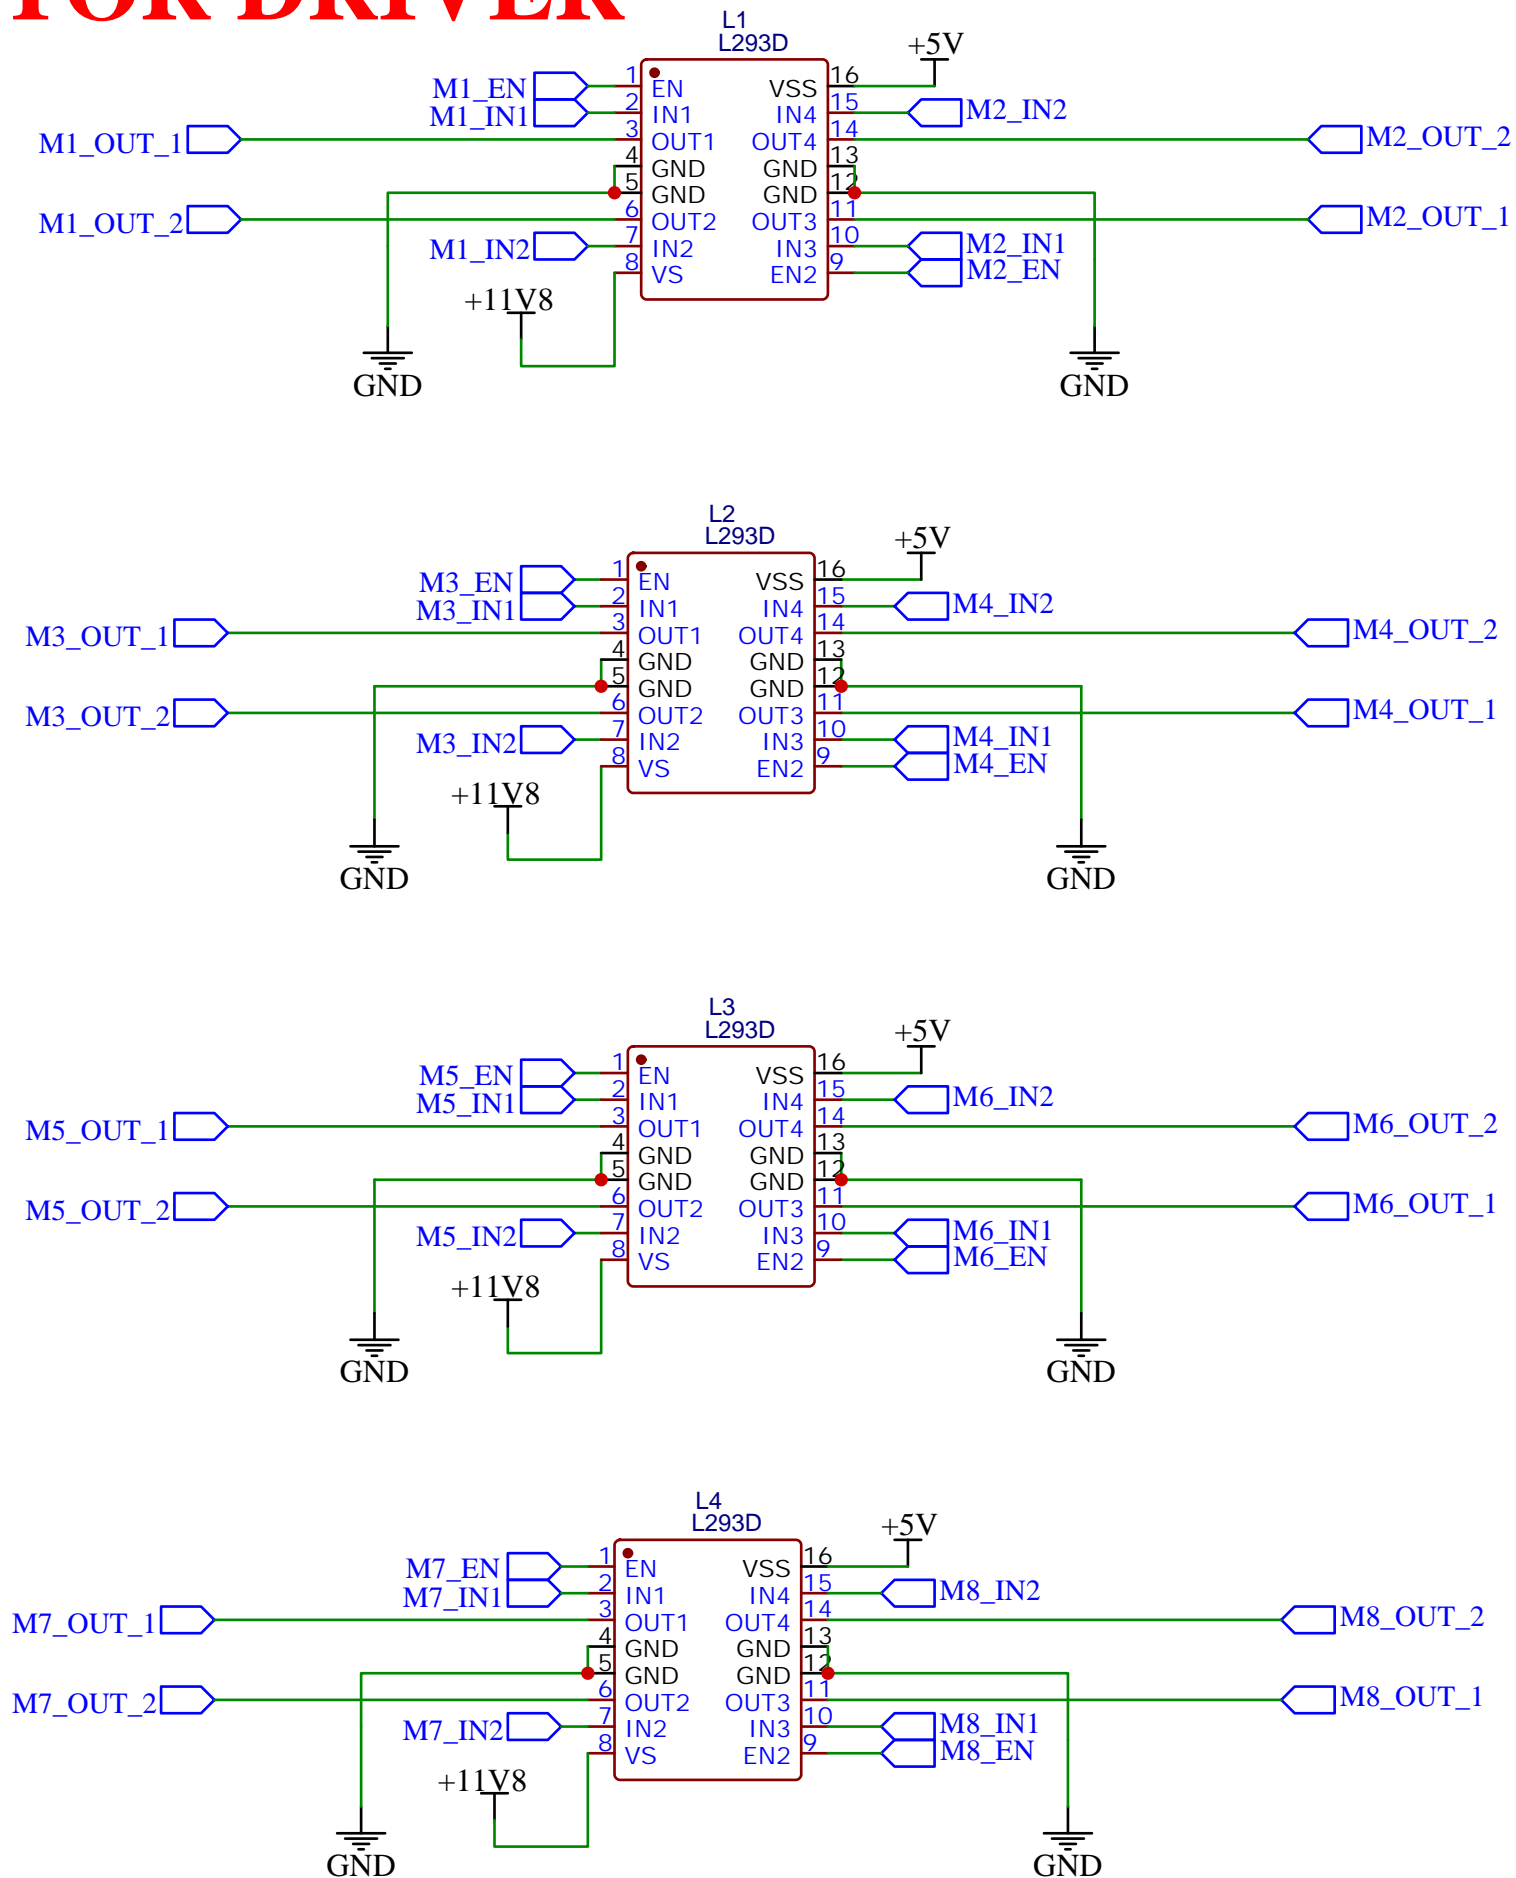 TOR DRIVER
L1
L293D
+5V
M1_EN 1 EN VSS 16
M1_IN1 2 IN1 IN4 15 M2_IN2
M1_OUT_1 3 OUT1 OUT4 14 M2_OUT_2
4 GND GND 13
5 GND GND 12
M1_OUT_2 6 OUT2 OUT3 11 M2_OUT_1
M1_IN2 7 IN2 IN3 10 M2_IN1
8 VS EN2 9 M2_EN
+11V8
GND GND
L2
L293D
+5V
M3_EN 1 EN VSS 16
M3_IN1 2 IN1 IN4 15 M4_IN2
M3_OUT_1 3 OUT1 OUT4 14 M4_OUT_2
4 GND GND 13
5 GND GND 12
M3_OUT_2 6 OUT2 OUT3 11 M4_OUT_1
M3_IN2 7 IN2 IN3 10 M4_IN1
8 VS EN2 9 M4_EN
+11V8
GND GND
L3
L293D
+5V
M5_EN 1 EN VSS 16
M5_IN1 2 IN1 IN4 15 M6_IN2
M5_OUT_1 3 OUT1 OUT4 14 M6_OUT_2
4 GND GND 13
5 GND GND 12
M5_OUT_2 6 OUT2 OUT3 11 M6_OUT_1
M5_IN2 7 IN2 IN3 10 M6_IN1
8 VS EN2 9 M6_EN
+11V8
GND GND
L4
L293D
+5V
M7_EN 1 EN VSS 16
M7_IN1 2 IN1 IN4 15 M8_IN2
M7_OUT_1 3 OUT1 OUT4 14 M8_OUT_2
4 GND GND 13
5 GND GND 12
M7_OUT_2 6 OUT2 OUT3 11 M8_OUT_1
M7_IN2 7 IN2 IN3 10 M8_IN1
8 VS EN2 9 M8_EN
+11V8
GND GND